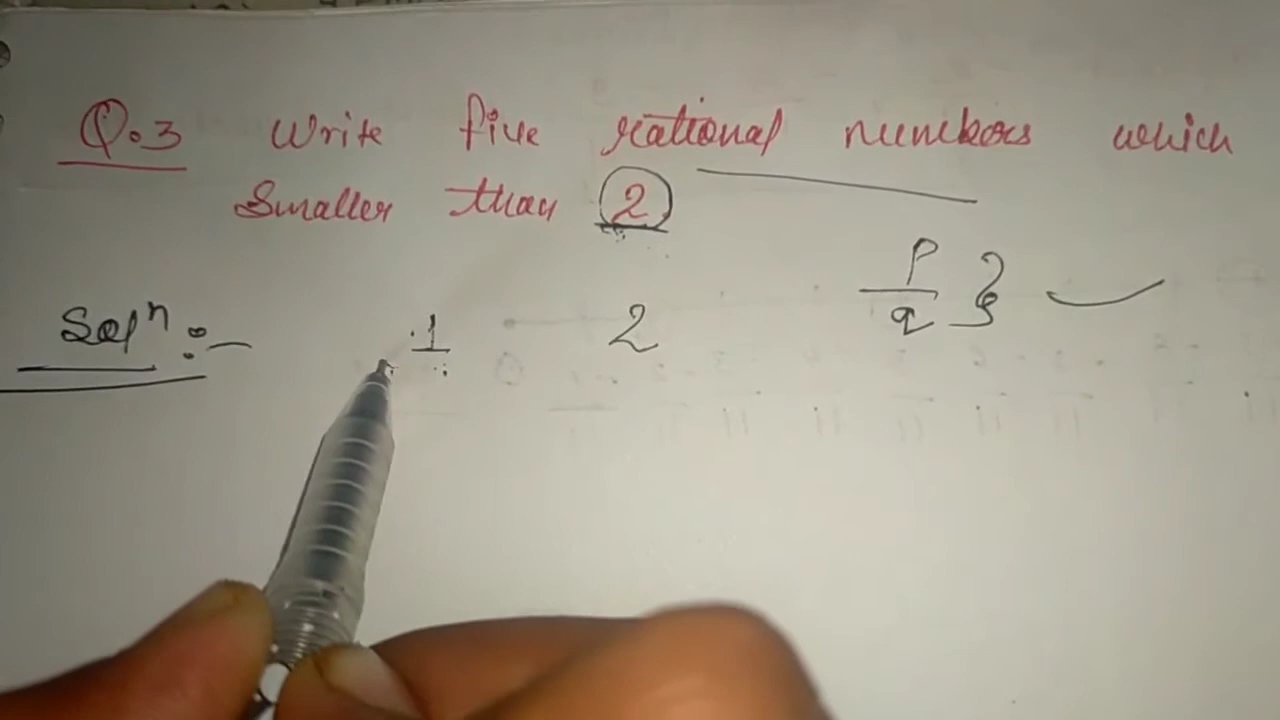 Q.3 Write five rational numbers which
Smaller than 2
Solⁿ :- 1 2 p/q }